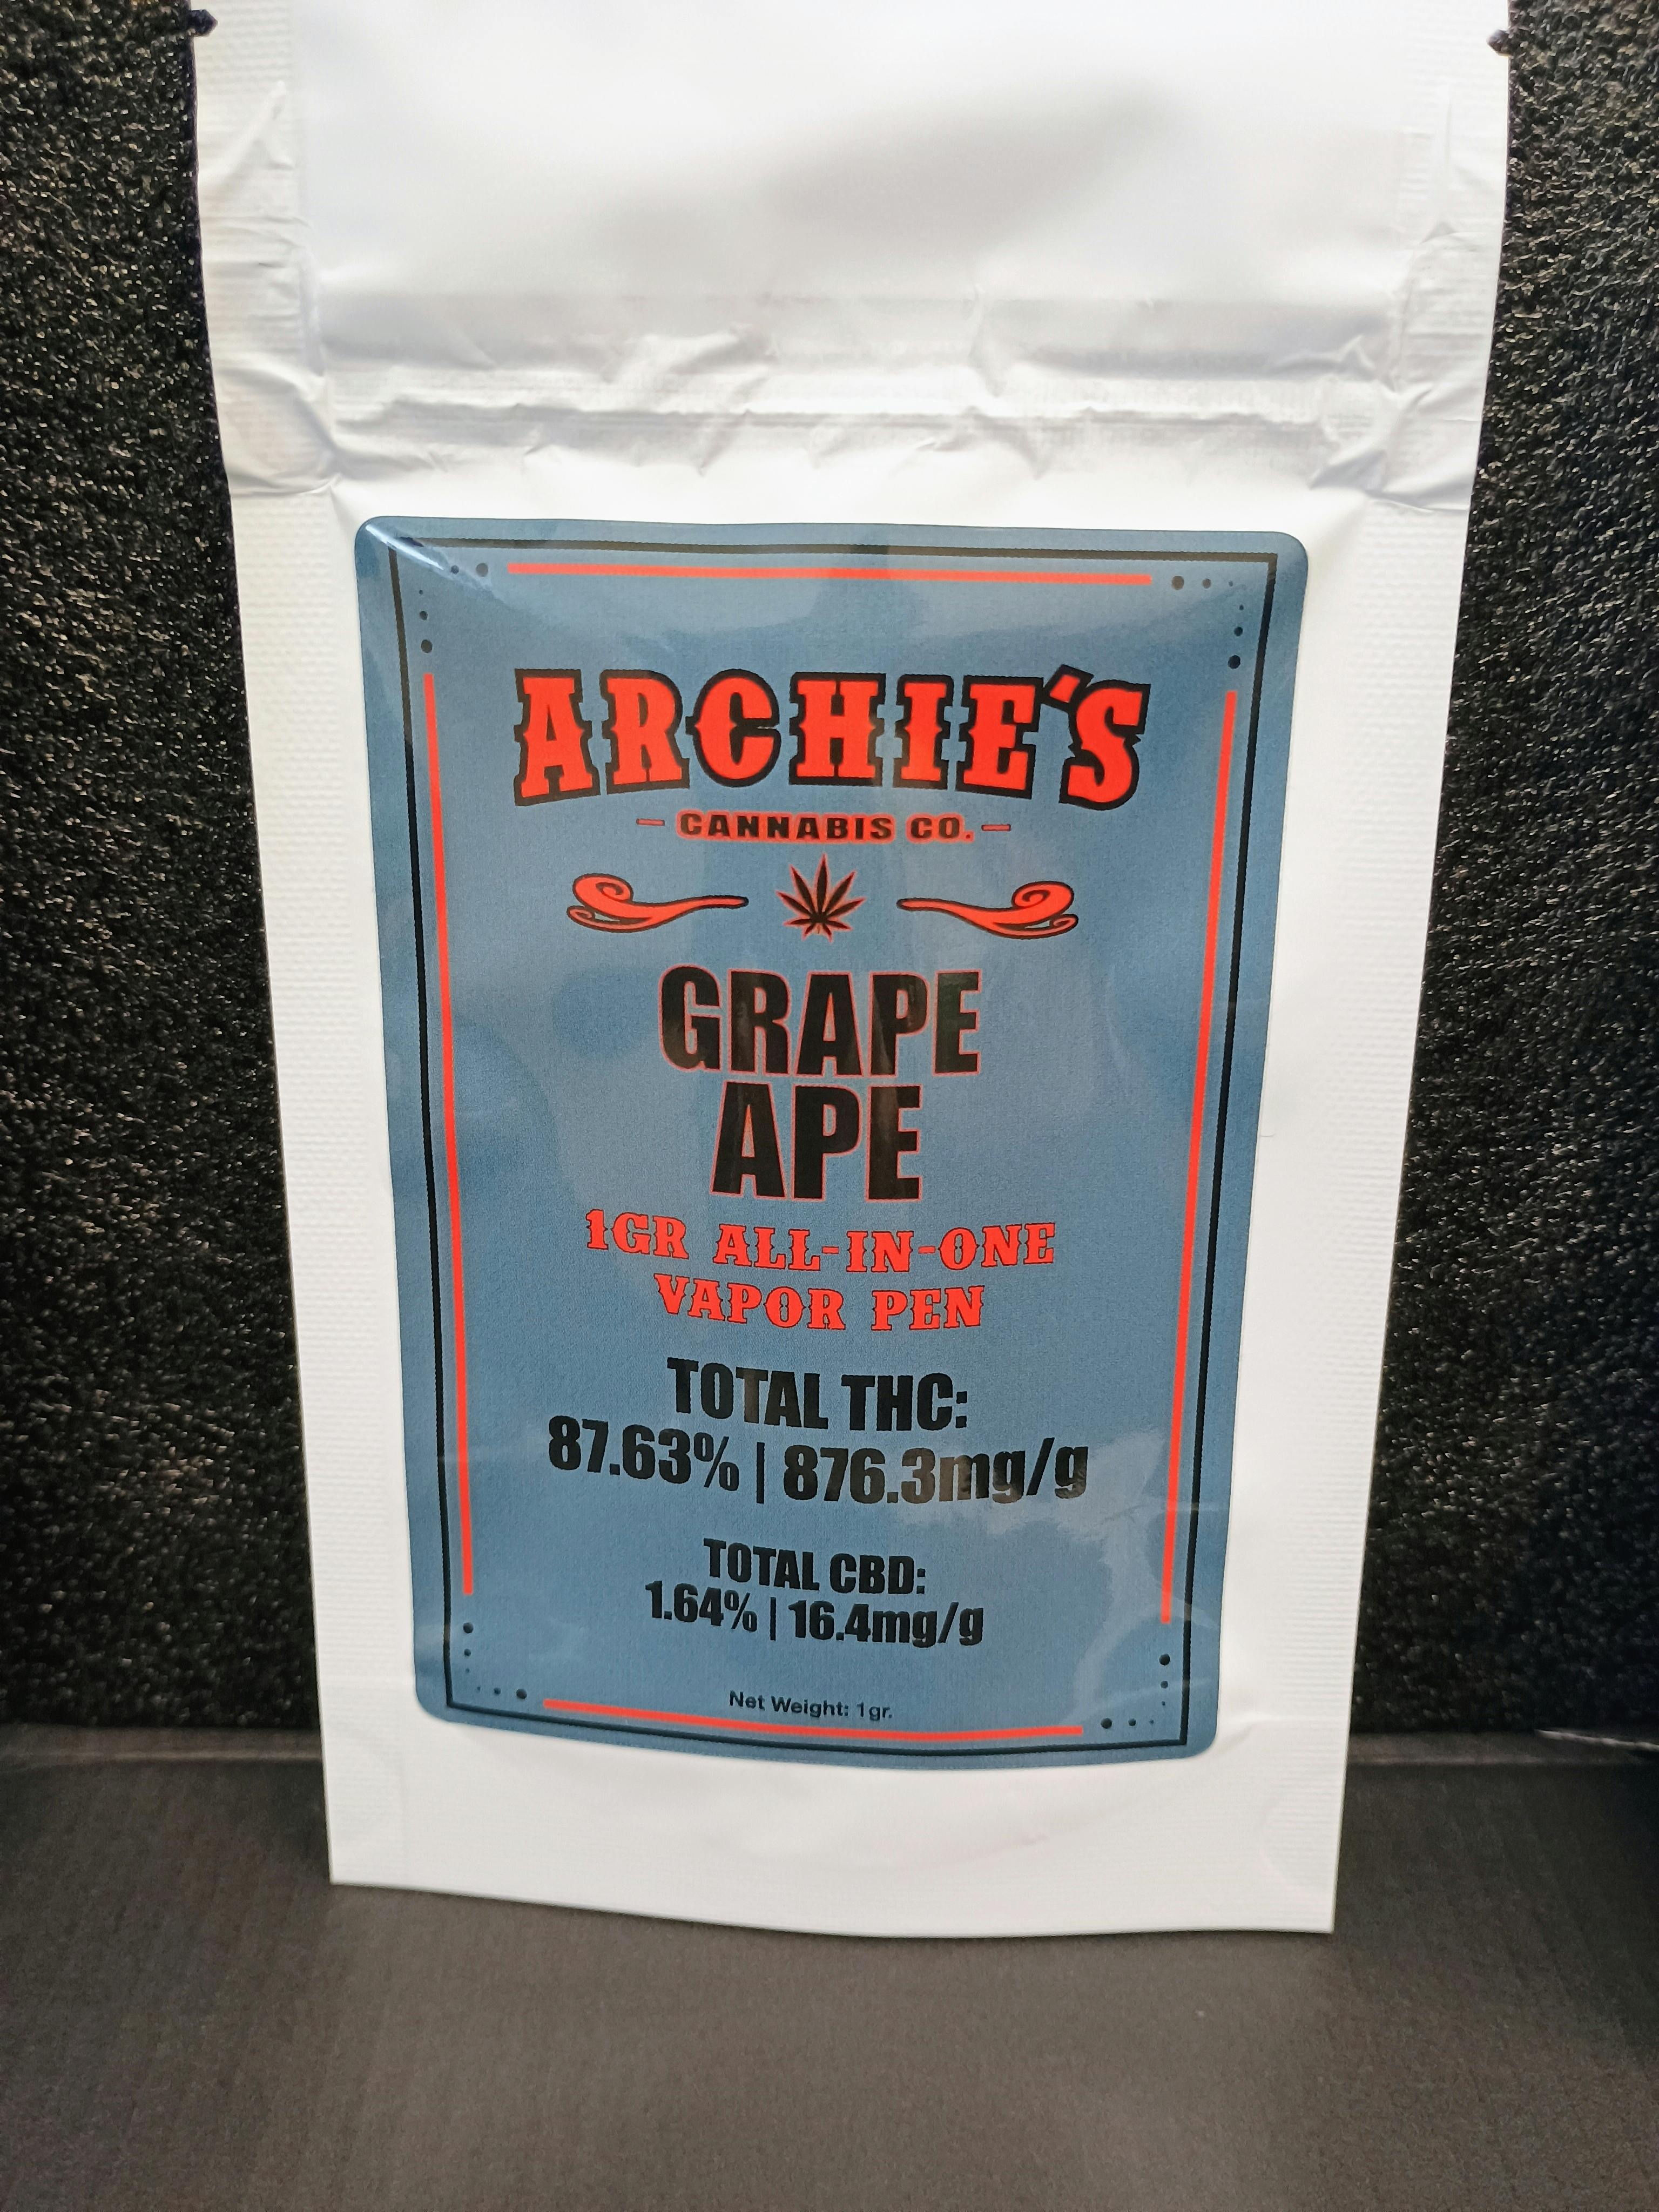 ARCHIE'S
CANNABIS CO.
GRAPE
APE
1GR ALL-IN-ONE
VAPOR PEN
TOTAL THC:
87.63% | 876.3mg/g
TOTAL CBD:
1.64% | 16.4mg/g
Net Weight: 1gr.